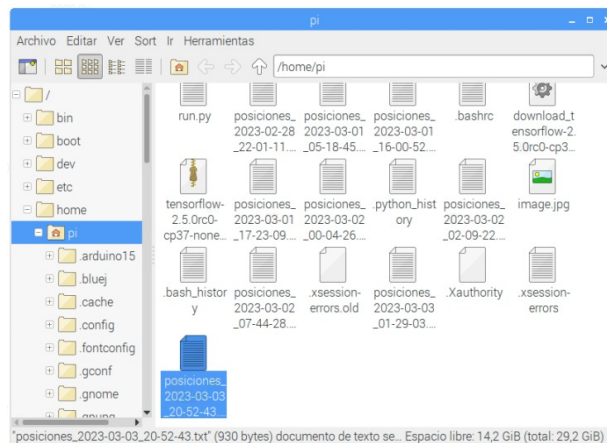 pi
Archivo Editar Ver Sort Ir Herramientas
/home/pi
/
bin
boot
dev
etc
home
pi
.arduino15
.bluej
.cache
.config
.fontconfig
.gconf
.gnome
run.py
posiciones_
2023-02-28
_22-01-11....
posiciones_
2023-03-01
_05-18-45....
posiciones_
2023-03-01
_16-00-52....
.bashrc
download_t
ensorflow-2.
5.0rc0-cp3...
tensorflow-
2.5.0rc0-
cp37-none...
posiciones_
2023-03-01
_17-23-09....
posiciones_
2023-03-02
_00-04-26....
.python_hist
ory
posiciones_
2023-03-02
_02-09-22....
image.jpg
.bash_histor
y
posiciones_
2023-03-02
_07-44-28....
.xsession-
errors.old
posiciones_
2023-03-03
_01-29-03....
.Xauthority
.xsession-
errors
posiciones_
2023-03-03
_20-52-43....
"posiciones_2023-03-03_20-52-43.txt" (930 bytes) documento de texto se... Espacio libre: 14,2 GiB (total: 29,2 GiB)